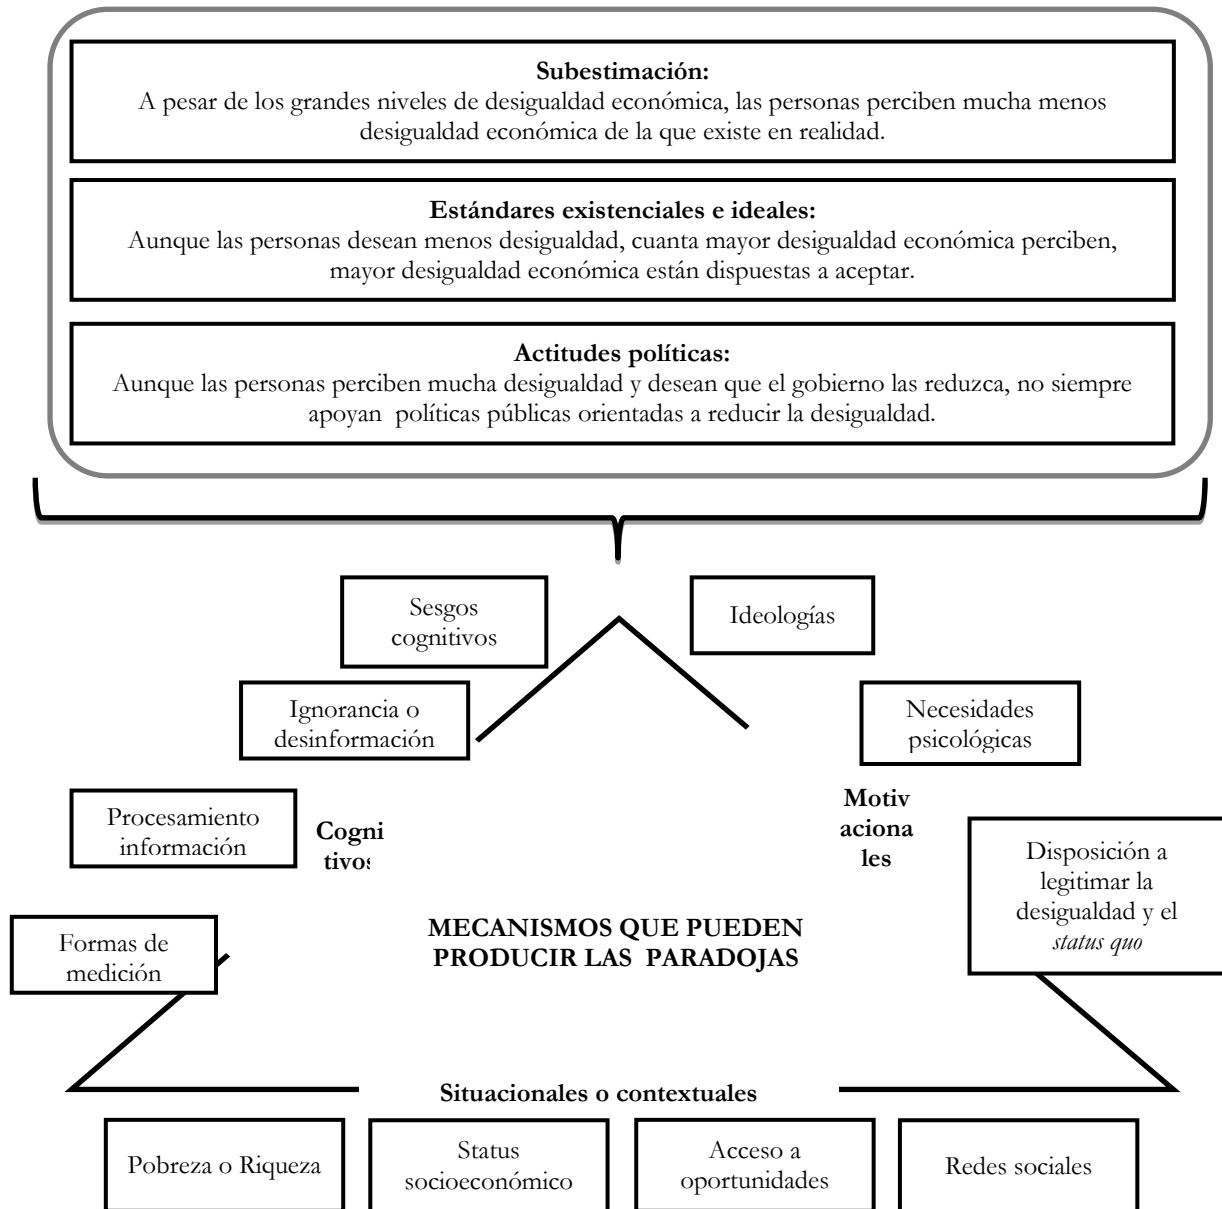 Subestimación:
A pesar de los grandes niveles de desigualdad económica, las personas perciben mucha menos
desigualdad económica de la que existe en realidad.
Estándares existenciales e ideales:
Aunque las personas desean menos desigualdad, cuanta mayor desigualdad económica perciben,
mayor desigualdad económica están dispuestas a aceptar.
Actitudes políticas:
Aunque las personas perciben mucha desigualdad y desean que el gobierno las reduzca, no siempre
apoyan políticas públicas orientadas a reducir la desigualdad.
Sesgos
cognitivos
Ideologías
Ignorancia o
desinformación
Necesidades
psicológicas
Procesamiento
información
Cogni
tivos
Motiv
aciona
les
Disposición a
legitimar la
desigualdad y el
status quo
Formas de
medición
MECANISMOS QUE PUEDEN
PRODUCIR LAS PARADOJAS
Situacionales o contextuales
Pobreza o Riqueza
Status
socioeconómico
Acceso a
oportunidades
Redes sociales